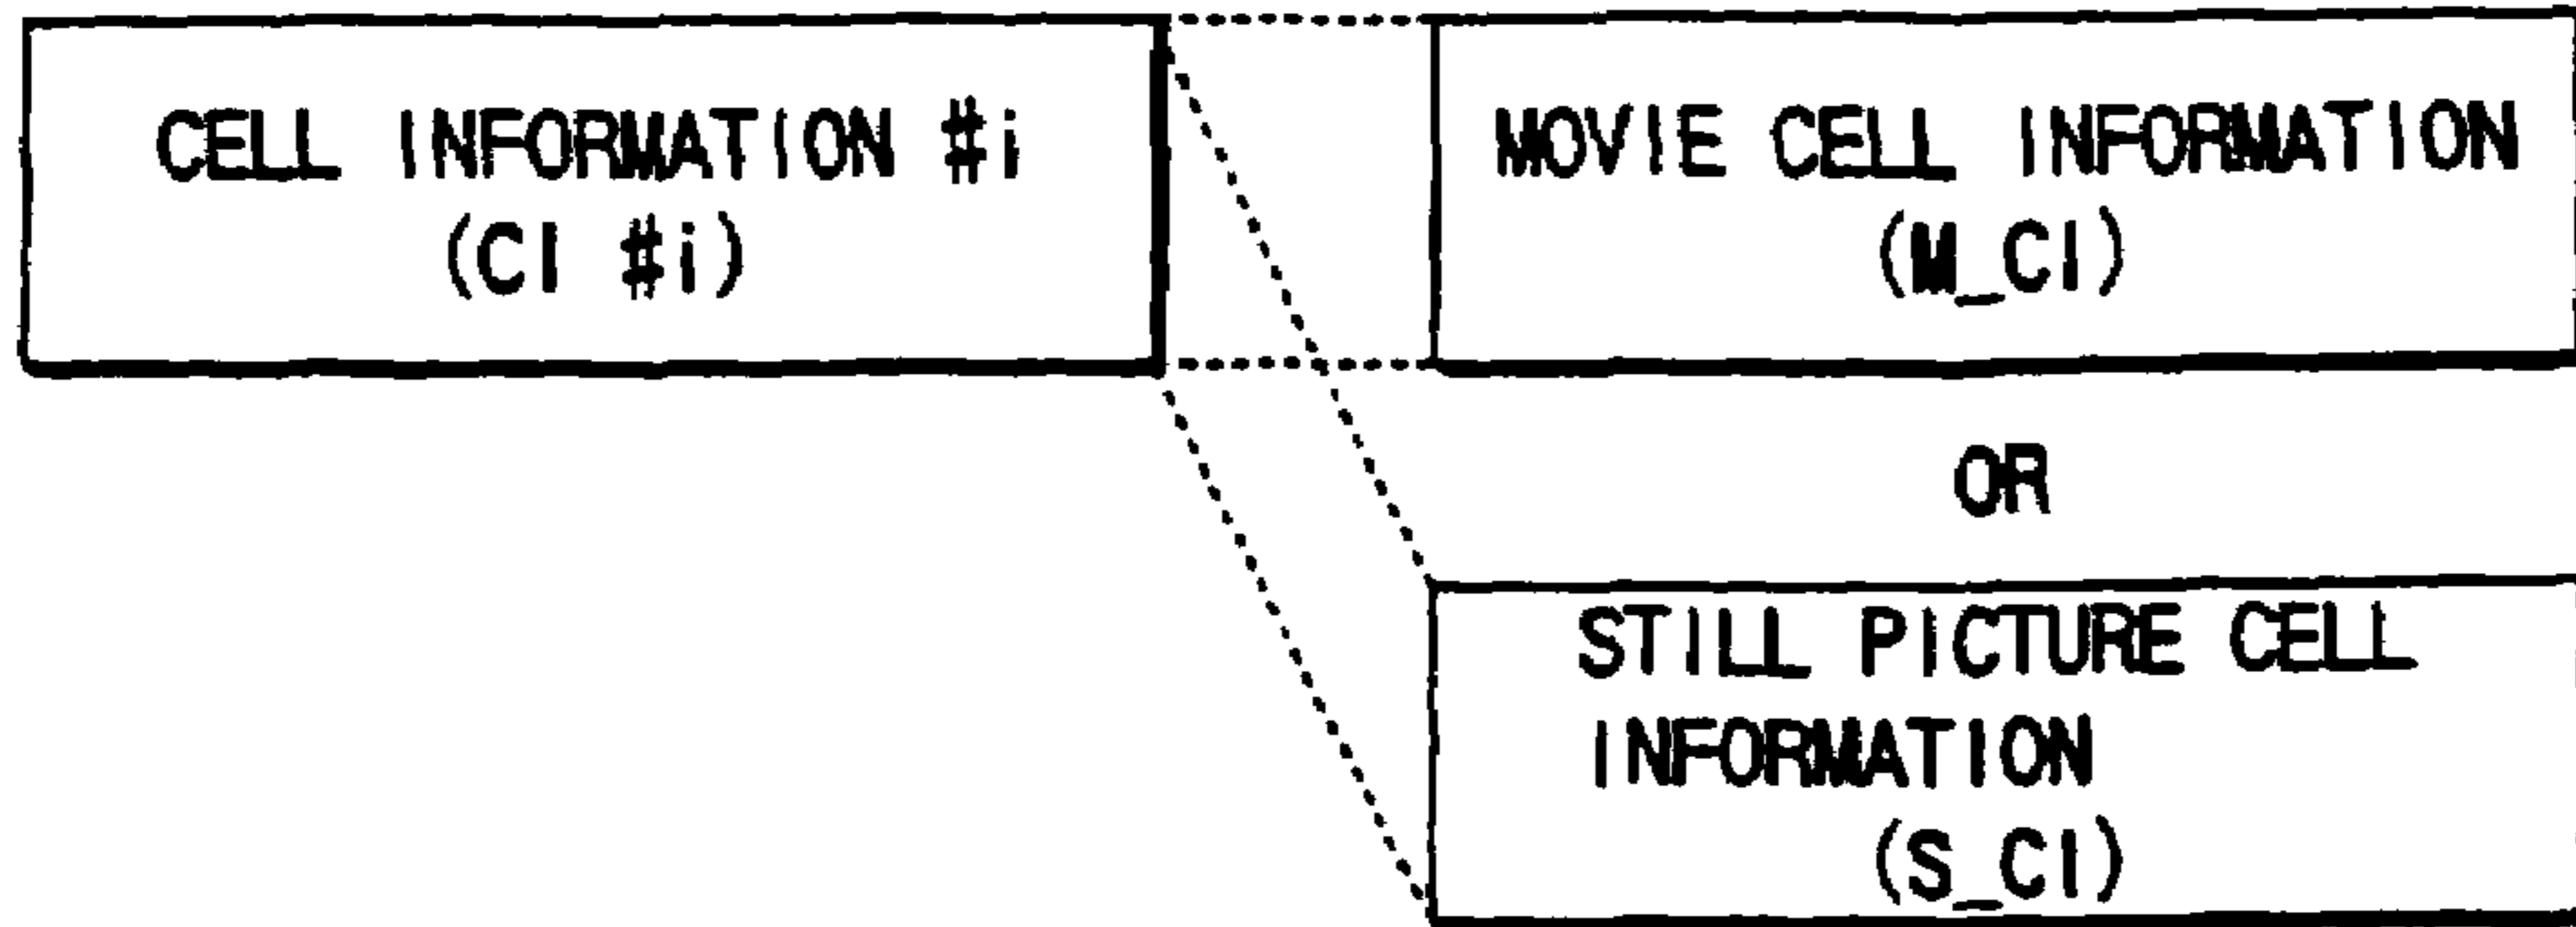 CELL INFORMATION #i
(CI #i)
MOVIE CELL INFORMATION
(M_CI)
OR
STILL PICTURE CELL
INFORMATION
(S_CI)